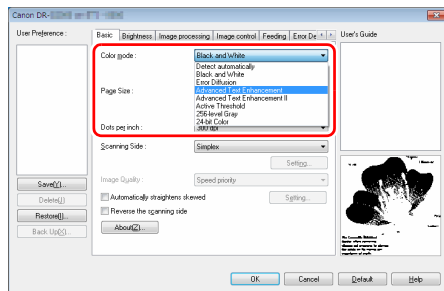 Canon DR-
User Preference :
Save(Y)...
Delete(J)
Restore(I)...
Back Up(X)...
Basic Brightness Image processing Image control Feeding Error De
Color mode : Black and White
Detect automatically
Black and White
Error Diffusion
Advanced Text Enhancement
Advanced Text Enhancement II
Active Threshold
256-level Gray
24-bit Color
Page Size :
Dots per inch : 300 dpi
Scanning Side : Simplex
Setting...
Image Quality : Speed priority
Automatically straightens skewed
Setting...
Reverse the scanning side
About(Z)...
User's Guide
OK Cancel Default Help